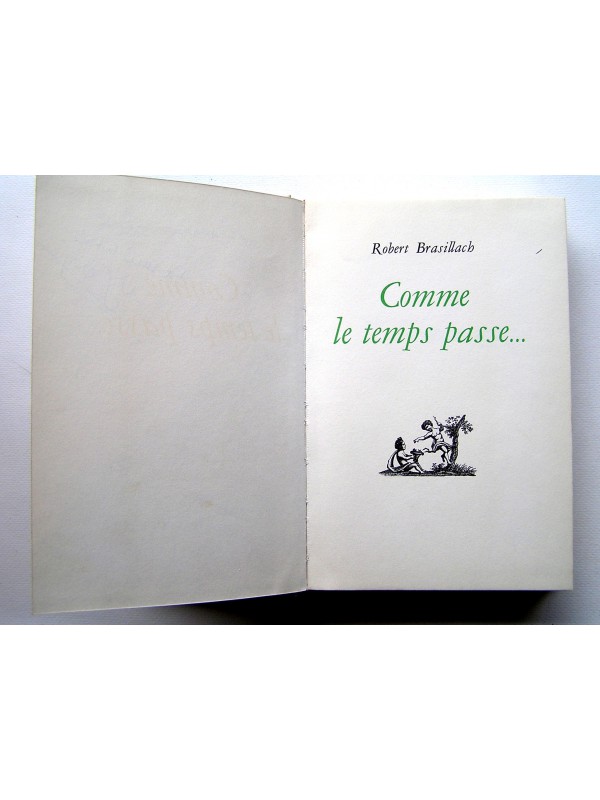 Robert Brasillach
Comme
le temps passe...